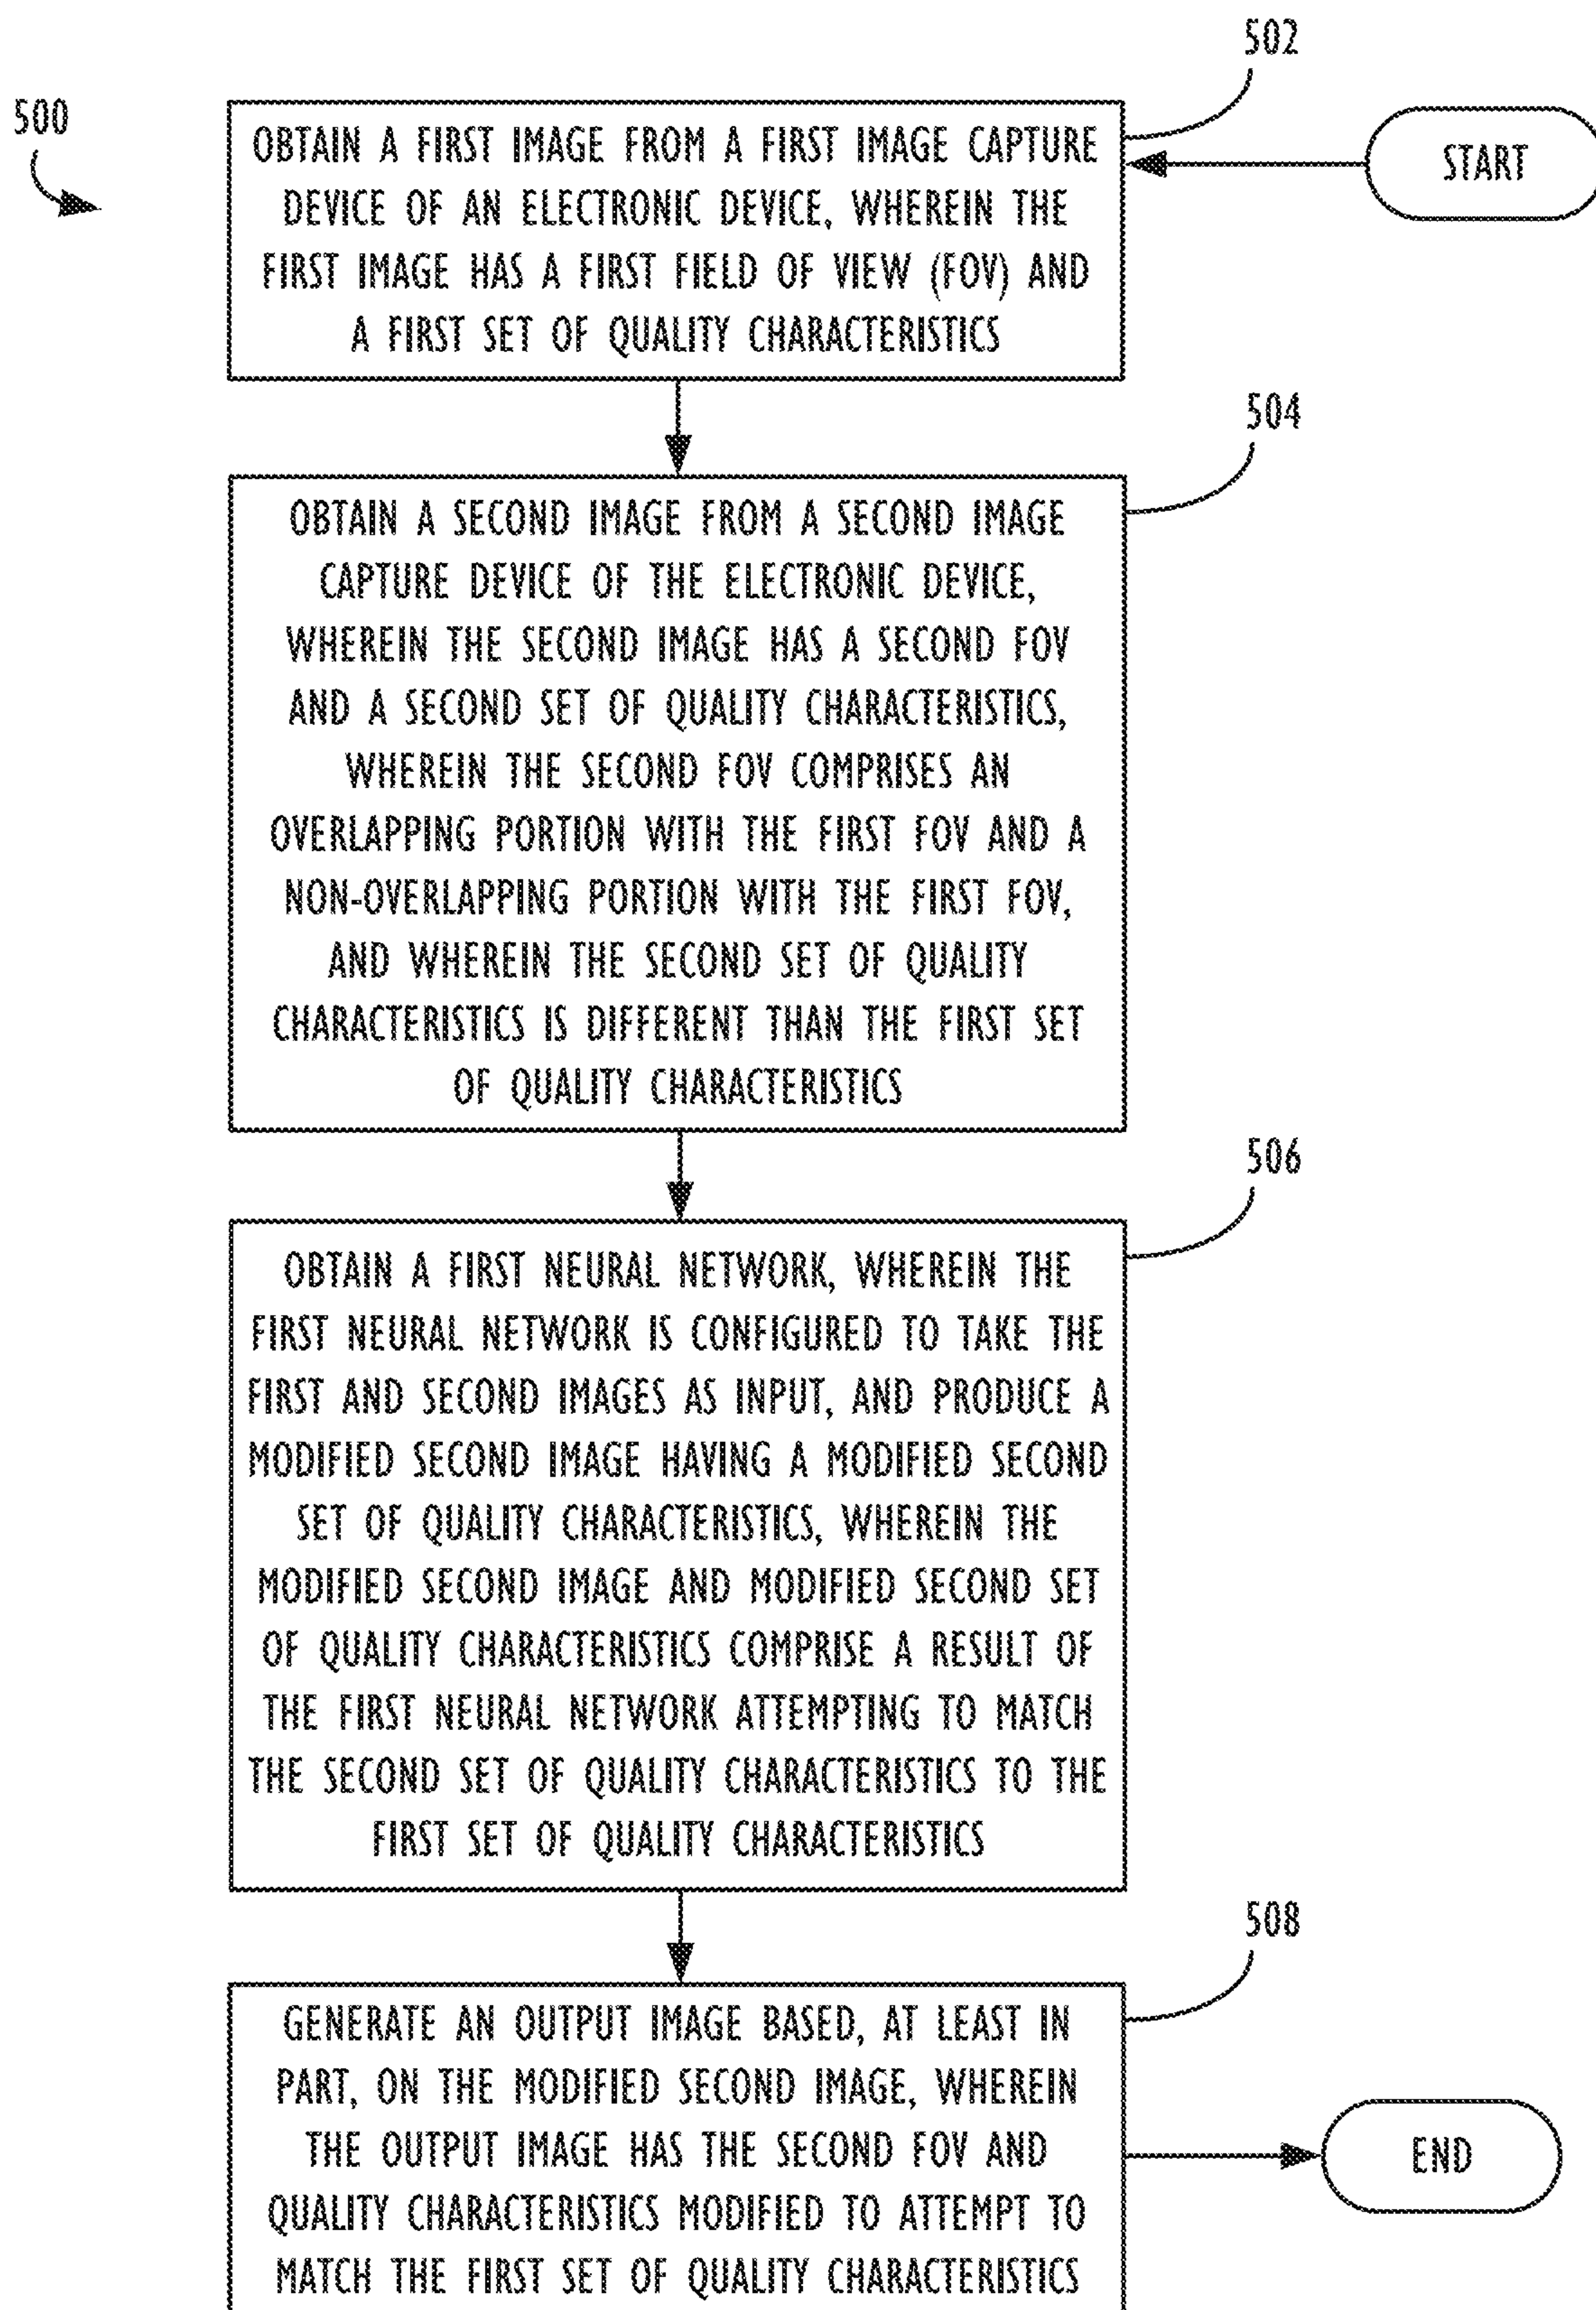 500
502
START
OBTAIN A FIRST IMAGE FROM A FIRST IMAGE CAPTURE
DEVICE OF AN ELECTRONIC DEVICE, WHEREIN THE
FIRST IMAGE HAS A FIRST FIELD OF VIEW (FOV) AND
A FIRST SET OF QUALITY CHARACTERISTICS
504
OBTAIN A SECOND IMAGE FROM A SECOND IMAGE
CAPTURE DEVICE OF THE ELECTRONIC DEVICE,
WHEREIN THE SECOND IMAGE HAS A SECOND FOV
AND A SECOND SET OF QUALITY CHARACTERISTICS,
WHEREIN THE SECOND FOV COMPRISES AN
OVERLAPPING PORTION WITH THE FIRST FOV AND A
NON-OVERLAPPING PORTION WITH THE FIRST FOV,
AND WHEREIN THE SECOND SET OF QUALITY
CHARACTERISTICS IS DIFFERENT THAN THE FIRST SET
OF QUALITY CHARACTERISTICS
506
OBTAIN A FIRST NEURAL NETWORK, WHEREIN THE
FIRST NEURAL NETWORK IS CONFIGURED TO TAKE THE
FIRST AND SECOND IMAGES AS INPUT, AND PRODUCE A
MODIFIED SECOND IMAGE HAVING A MODIFIED SECOND
SET OF QUALITY CHARACTERISTICS, WHEREIN THE
MODIFIED SECOND IMAGE AND MODIFIED SECOND SET
OF QUALITY CHARACTERISTICS COMPRISE A RESULT OF
THE FIRST NEURAL NETWORK ATTEMPTING TO MATCH
THE SECOND SET OF QUALITY CHARACTERISTICS TO THE
FIRST SET OF QUALITY CHARACTERISTICS
508
GENERATE AN OUTPUT IMAGE BASED, AT LEAST IN
PART, ON THE MODIFIED SECOND IMAGE, WHEREIN
THE OUTPUT IMAGE HAS THE SECOND FOV AND
QUALITY CHARACTERISTICS MODIFIED TO ATTEMPT TO
MATCH THE FIRST SET OF QUALITY CHARACTERISTICS
END